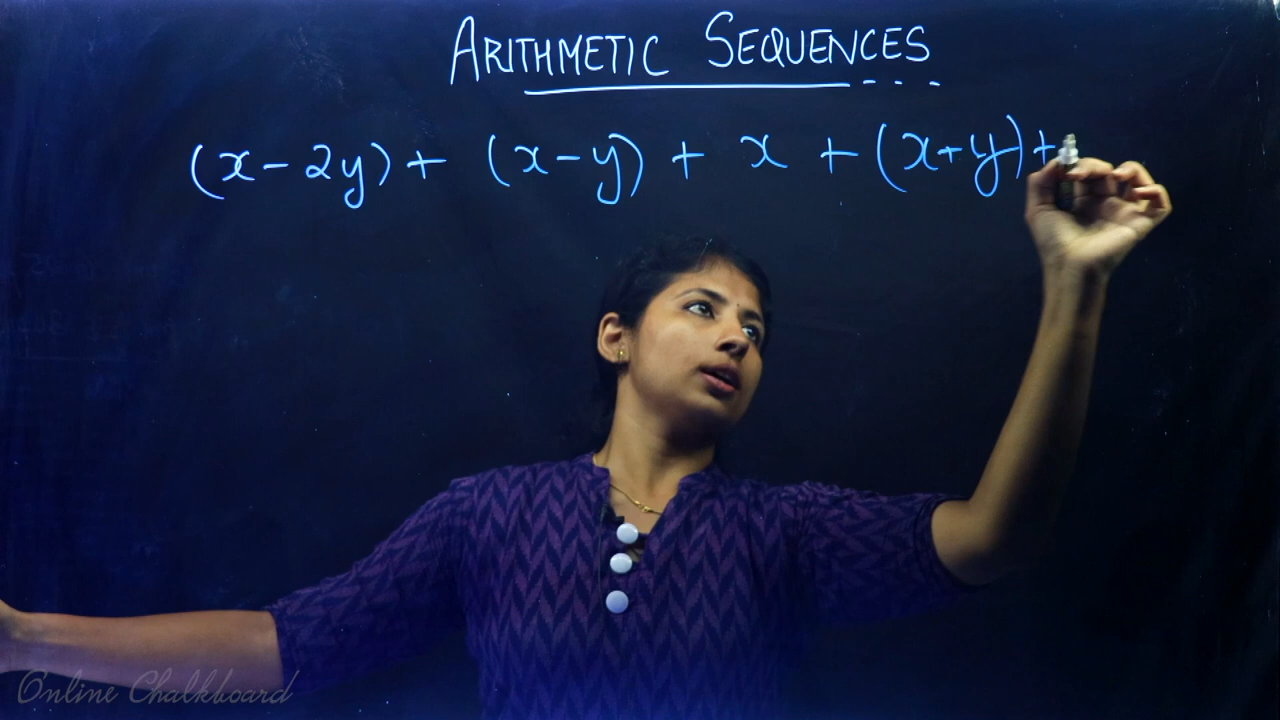 ARITHMETIC SEQUENCES
(x-2y)+ (x-y) + x + (x+y)+
Online Chalkboard